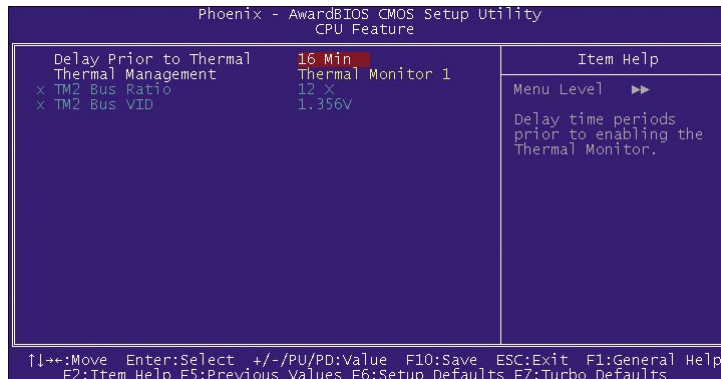 Phoenix - AwardBIOS CMOS Setup Utility
CPU Feature
Delay Prior to Thermal 16 Min
Thermal Management Thermal Monitor 1
x TM2 Bus Ratio 12 X
x TM2 Bus VID 1.356V
Item Help
Menu Level ▶▶
Delay time periods
prior to enabling the
Thermal Monitor.
↑↓→←:Move Enter:Select +/-/PU/PD:Value F10:Save ESC:Exit F1:General Help
F2:Item Help F5:Previous Values F6:Setup Defaults F7:Turbo Defaults